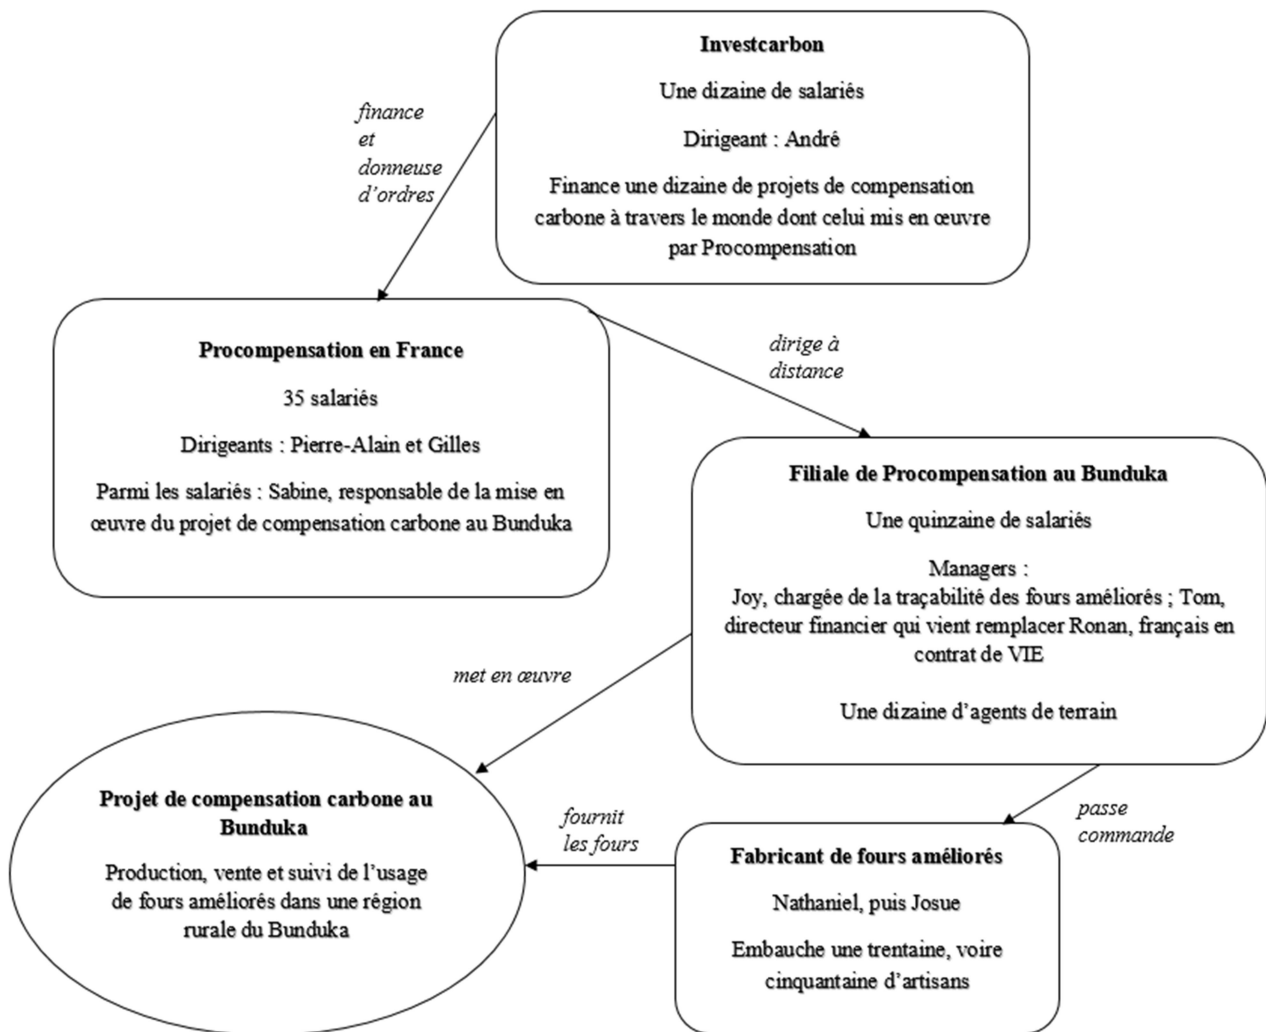 Investcarbon
Une dizaine de salariés
Dirigeant : André
Finance une dizaine de projets de compensation
carbone à travers le monde dont celui mis en œuvre
par Procompensation
finance
et
donneuse
d’ordres
Procompensation en France
35 salariés
Dirigeants : Pierre-Alain et Gilles
Parmi les salariés : Sabine, responsable de la mise en
œuvre du projet de compensation carbone au Bunduka
dirige à
distance
Filiale de Procompensation au Bunduka
Une quinzaine de salariés
Managers :
Joy, chargée de la traçabilité des fours améliorés ; Tom,
directeur financier qui vient remplacer Ronan, français en
contrat de VIE
Une dizaine d’agents de terrain
met en œuvre
Projet de compensation carbone au
Bunduka
Production, vente et suivi de l’usage
de fours améliorés dans une région
rurale du Bunduka
fournit
les fours
passe
commande
Fabricant de fours améliorés
Nathaniel, puis Josue
Embauche une trentaine, voire
cinquantaine d’artisans